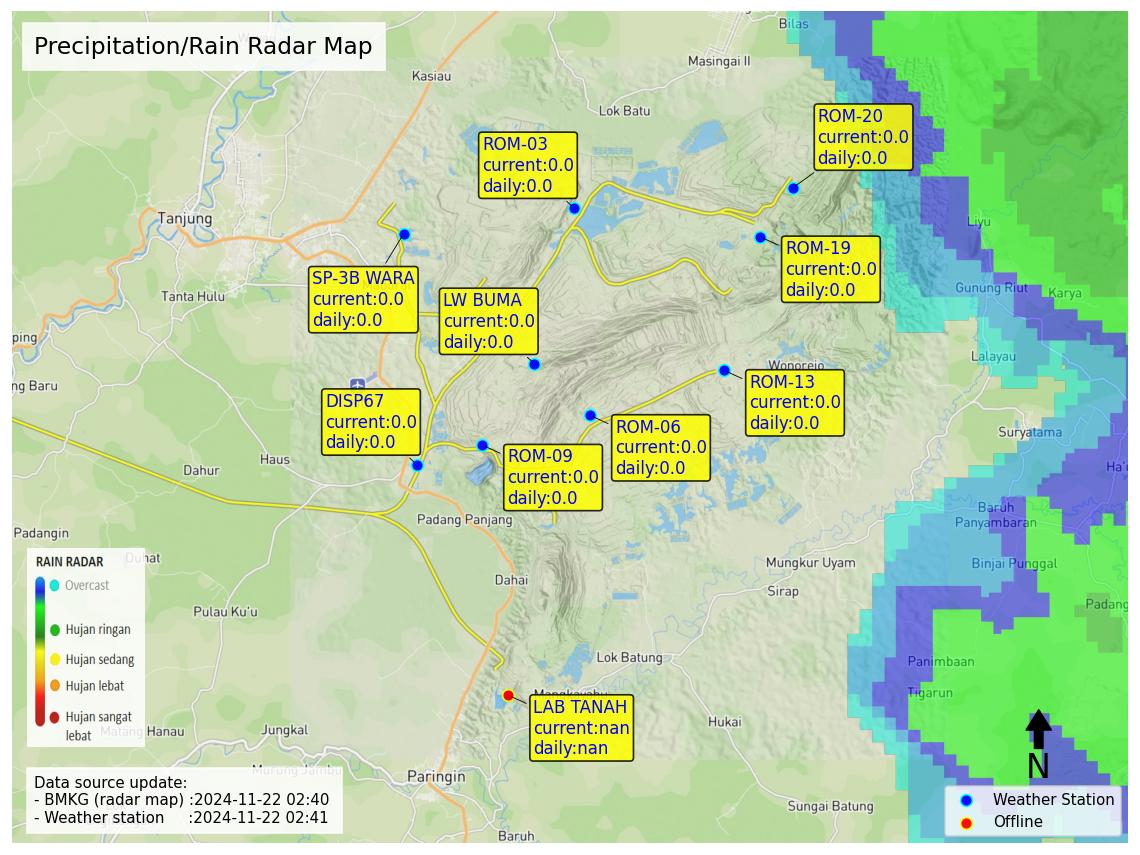 Precipitation/Rain Radar Map
Bilas
Masingai II
Kasiau
Lok Batu
ROM-20
current:0.0
daily:0.0
ROM-03
current:0.0
daily:0.0
Tanjung
Liyu
ROM-19
current:0.0
daily:0.0
SP-3B WARA
current:0.0
daily:0.0
Tanta Hulu
LW BUMA
current:0.0
daily:0.0
Gunung Riut
Karya
ping
Lalayau
Wonorejo
ng Baru
ROM-13
current:0.0
daily:0.0
DISP67
current:0.0
daily:0.0
ROM-06
current:0.0
daily:0.0
Suryatama
ROM-09
current:0.0
daily:0.0
Haus
Dahur
Ha'u
Baruh
Panyambaran
Padang Panjang
Padangin
Duhat
Mungkur Uyam
Binjai Punggal
RAIN RADAR
Overcast
Hujan ringan
Hujan sedang
Hujan lebat
Hujan sangat
lebat
Dahai
Sirap
Pulau Ku'u
Padang
Lok Batung
Panimbaan
Tigarun
LAB TANAH
current:nan
daily:nan
Hukai
Matang Hanau
Jungkal
N
Murung Jambu
Paringin
Data source update:
- BMKG (radar map) :2024-11-22 02:40
- Weather station :2024-11-22 02:41
Sungai Batung
Weather Station
Offline
Baruh